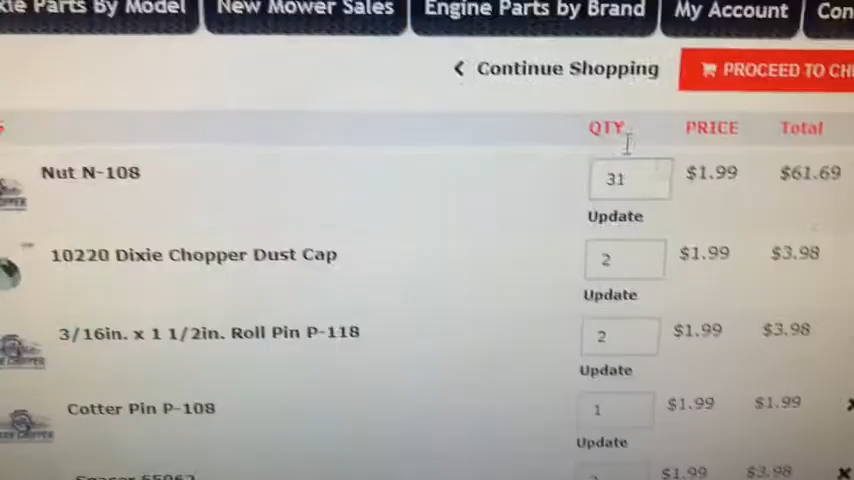 Parts By Model New Mower Sales Engine Parts by Brand My Account
Continue Shopping PROCEED TO
QTY PRICE Total
Nut N-108 31 $1.99 $61.69
Update
10220 Dixie Chopper Dust Cap 2 $1.99 $3.98
Update
3/16in. x 1 1/2in. Roll Pin P-118 2 $1.99 $3.98
Update
Cotter Pin P-108 1 $1.99 $1.99
Update
$1.99 $3.98